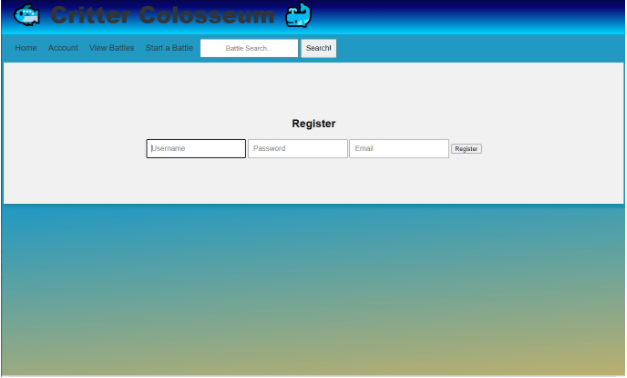 Critter Colosseum
Home Account View Battles Start a Battle Battle Search... Search!
Register
Username Password Email Register